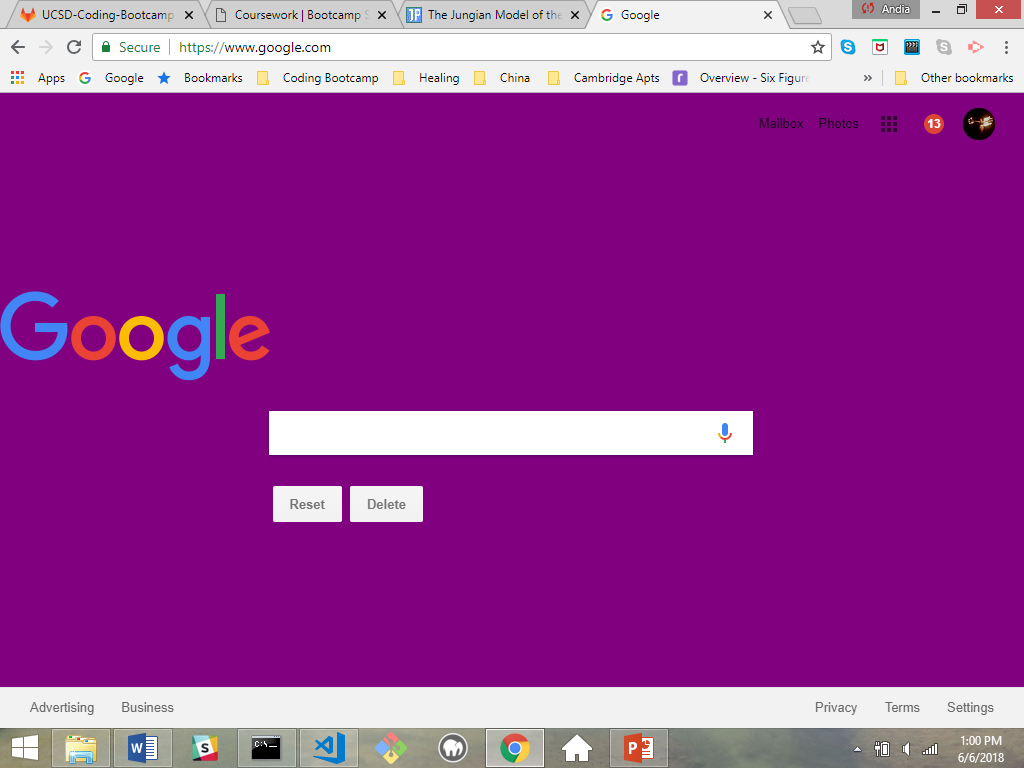 UCSD-Coding-Bootcamp
Coursework | Bootcamp S
The Jungian Model of the
Google
Andia
Secure
https://www.google.com
Apps
Google
Bookmarks
Coding Bootcamp
Healing
China
Cambridge Apts
r
Overview - Six Figure
»
Other bookmarks
Mailbox
Photos
13
Google
Reset
Delete
Advertising
Business
Privacy
Terms
Settings
1:00 PM
6/6/2018